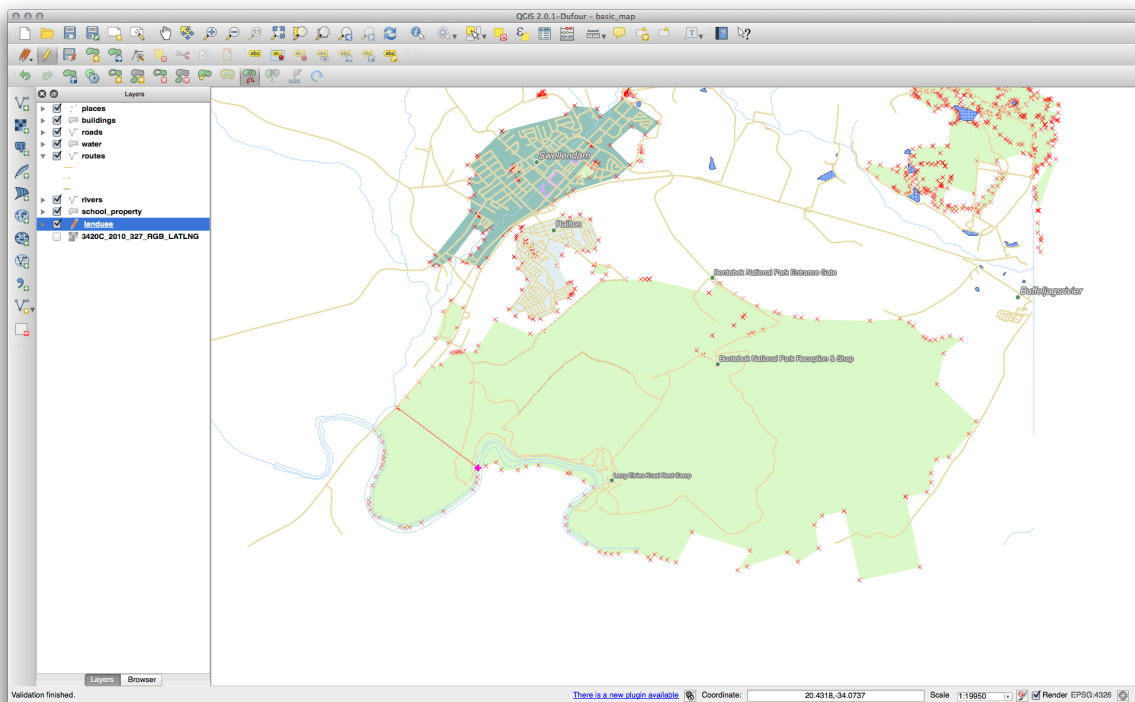 QGIS 2.0.1-Dufour - basic_map
Layers
places
buildings
roads
water
routes
rivers
school_property
landuse
3420C_2010_327_RGB_LATLNG
Swellendam
Railton
Bontebok National Park Entrance Gate
Buffeljagsrivier
Bontebok National Park Reception & Shop
Lang Elsies Kraal Rest Camp
Layers
Browser
Validation finished.
There is a new plugin available
Coordinate:
20.4318,-34.0737
Scale
1:19950
Render
EPSG:4326